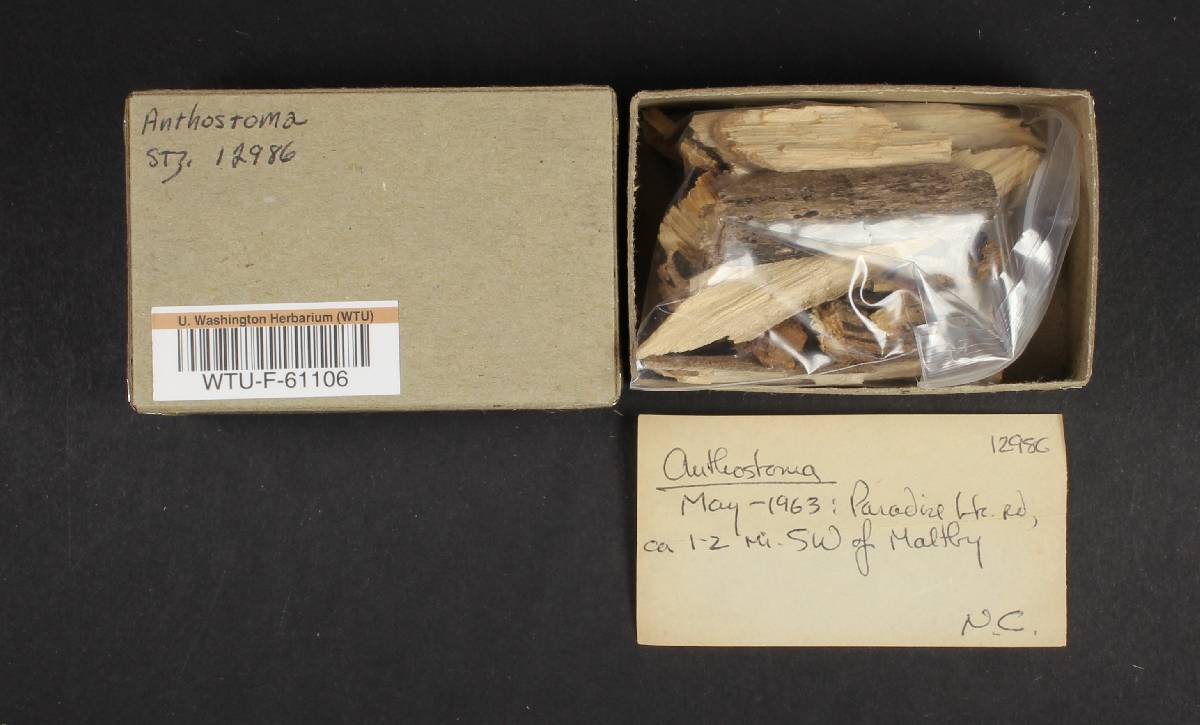 Anthostoma
Stz. 12986
U. Washington Herbarium (WTU)
WTU-F-61106
12986
Anthostoma
May-1963: Paradise Lk. Rd,
ca 1-2 mi. SW of Maltby
N.C.